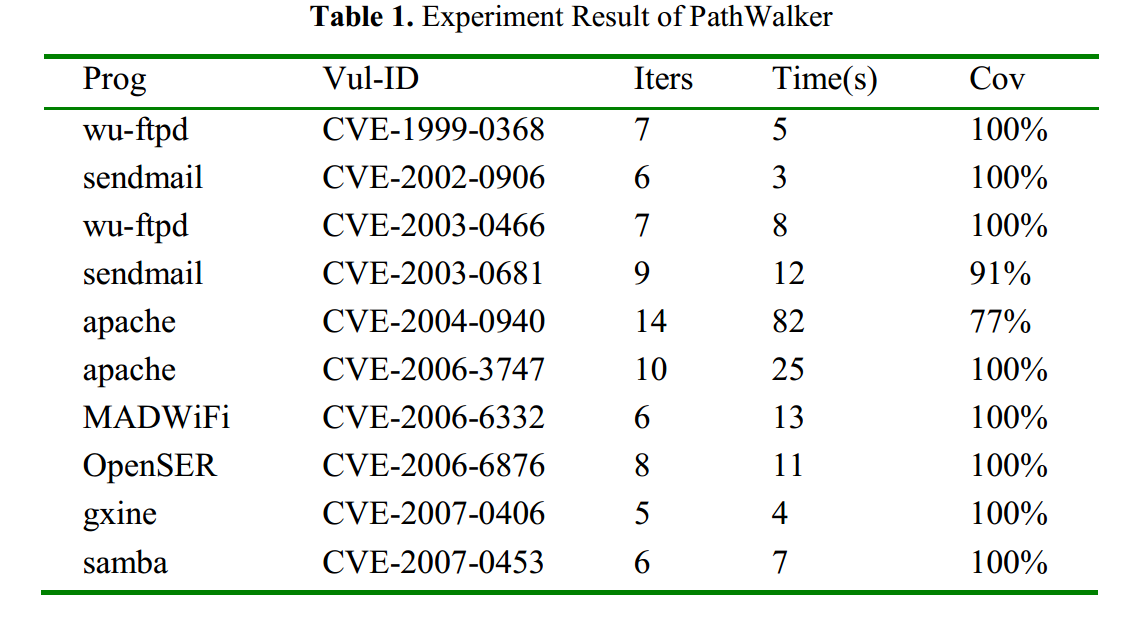 Table 1. Experiment Result of PathWalker
Prog Vul-ID Iters Time(s) Cov
wu-ftpd CVE-1999-0368 7 5 100%
sendmail CVE-2002-0906 6 3 100%
wu-ftpd CVE-2003-0466 7 8 100%
sendmail CVE-2003-0681 9 12 91%
apache CVE-2004-0940 14 82 77%
apache CVE-2006-3747 10 25 100%
MADWiFi CVE-2006-6332 6 13 100%
OpenSER CVE-2006-6876 8 11 100%
gxine CVE-2007-0406 5 4 100%
samba CVE-2007-0453 6 7 100%